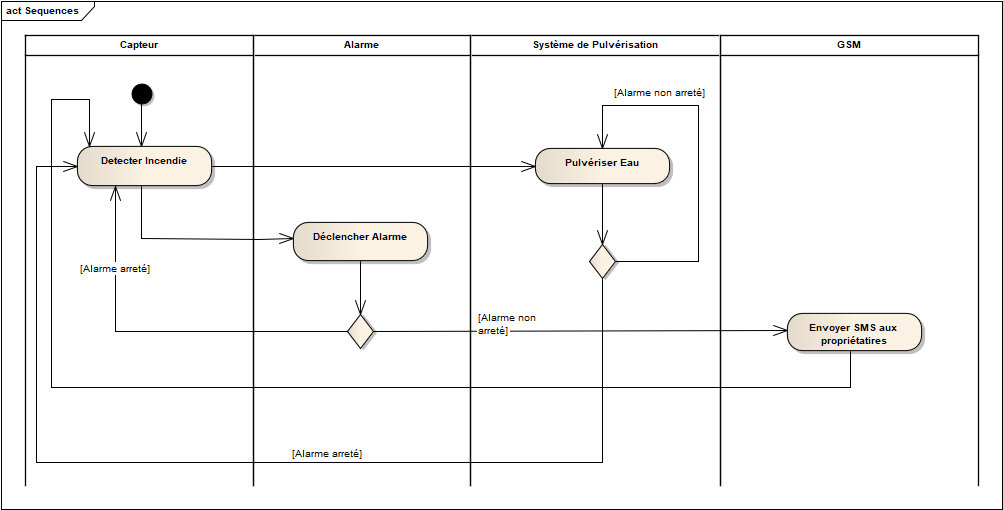 act Sequences
Capteur
Alarme
Système de Pulvérisation
GSM
[Alarme non arreté]
Detecter Incendie
Pulvériser Eau
Déclencher Alarme
[Alarme arreté]
[Alarme non
arreté]
Envoyer SMS aux
propriétatires
[Alarme arreté]